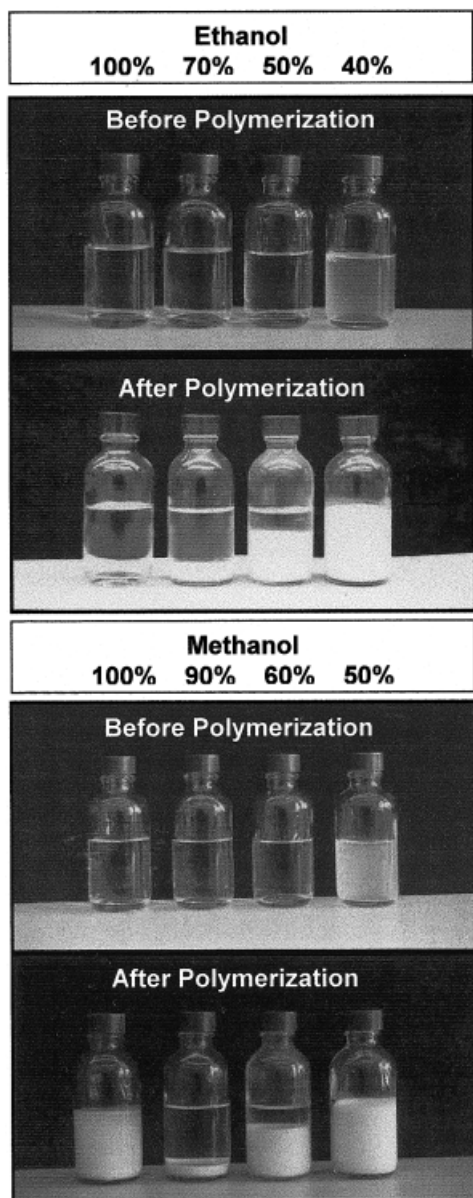 Ethanol
100% 70% 50% 40%
Before Polymerization
After Polymerization
Methanol
100% 90% 60% 50%
Before Polymerization
After Polymerization